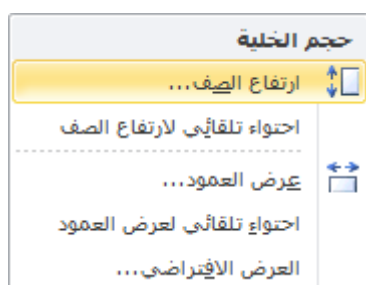 حجم الخلية
ارتفاع الصف...
احتواء تلقائي لارتفاع الصف
عرض العمود...
احتواء تلقائي لعرض العمود
العرض الافتراضي...